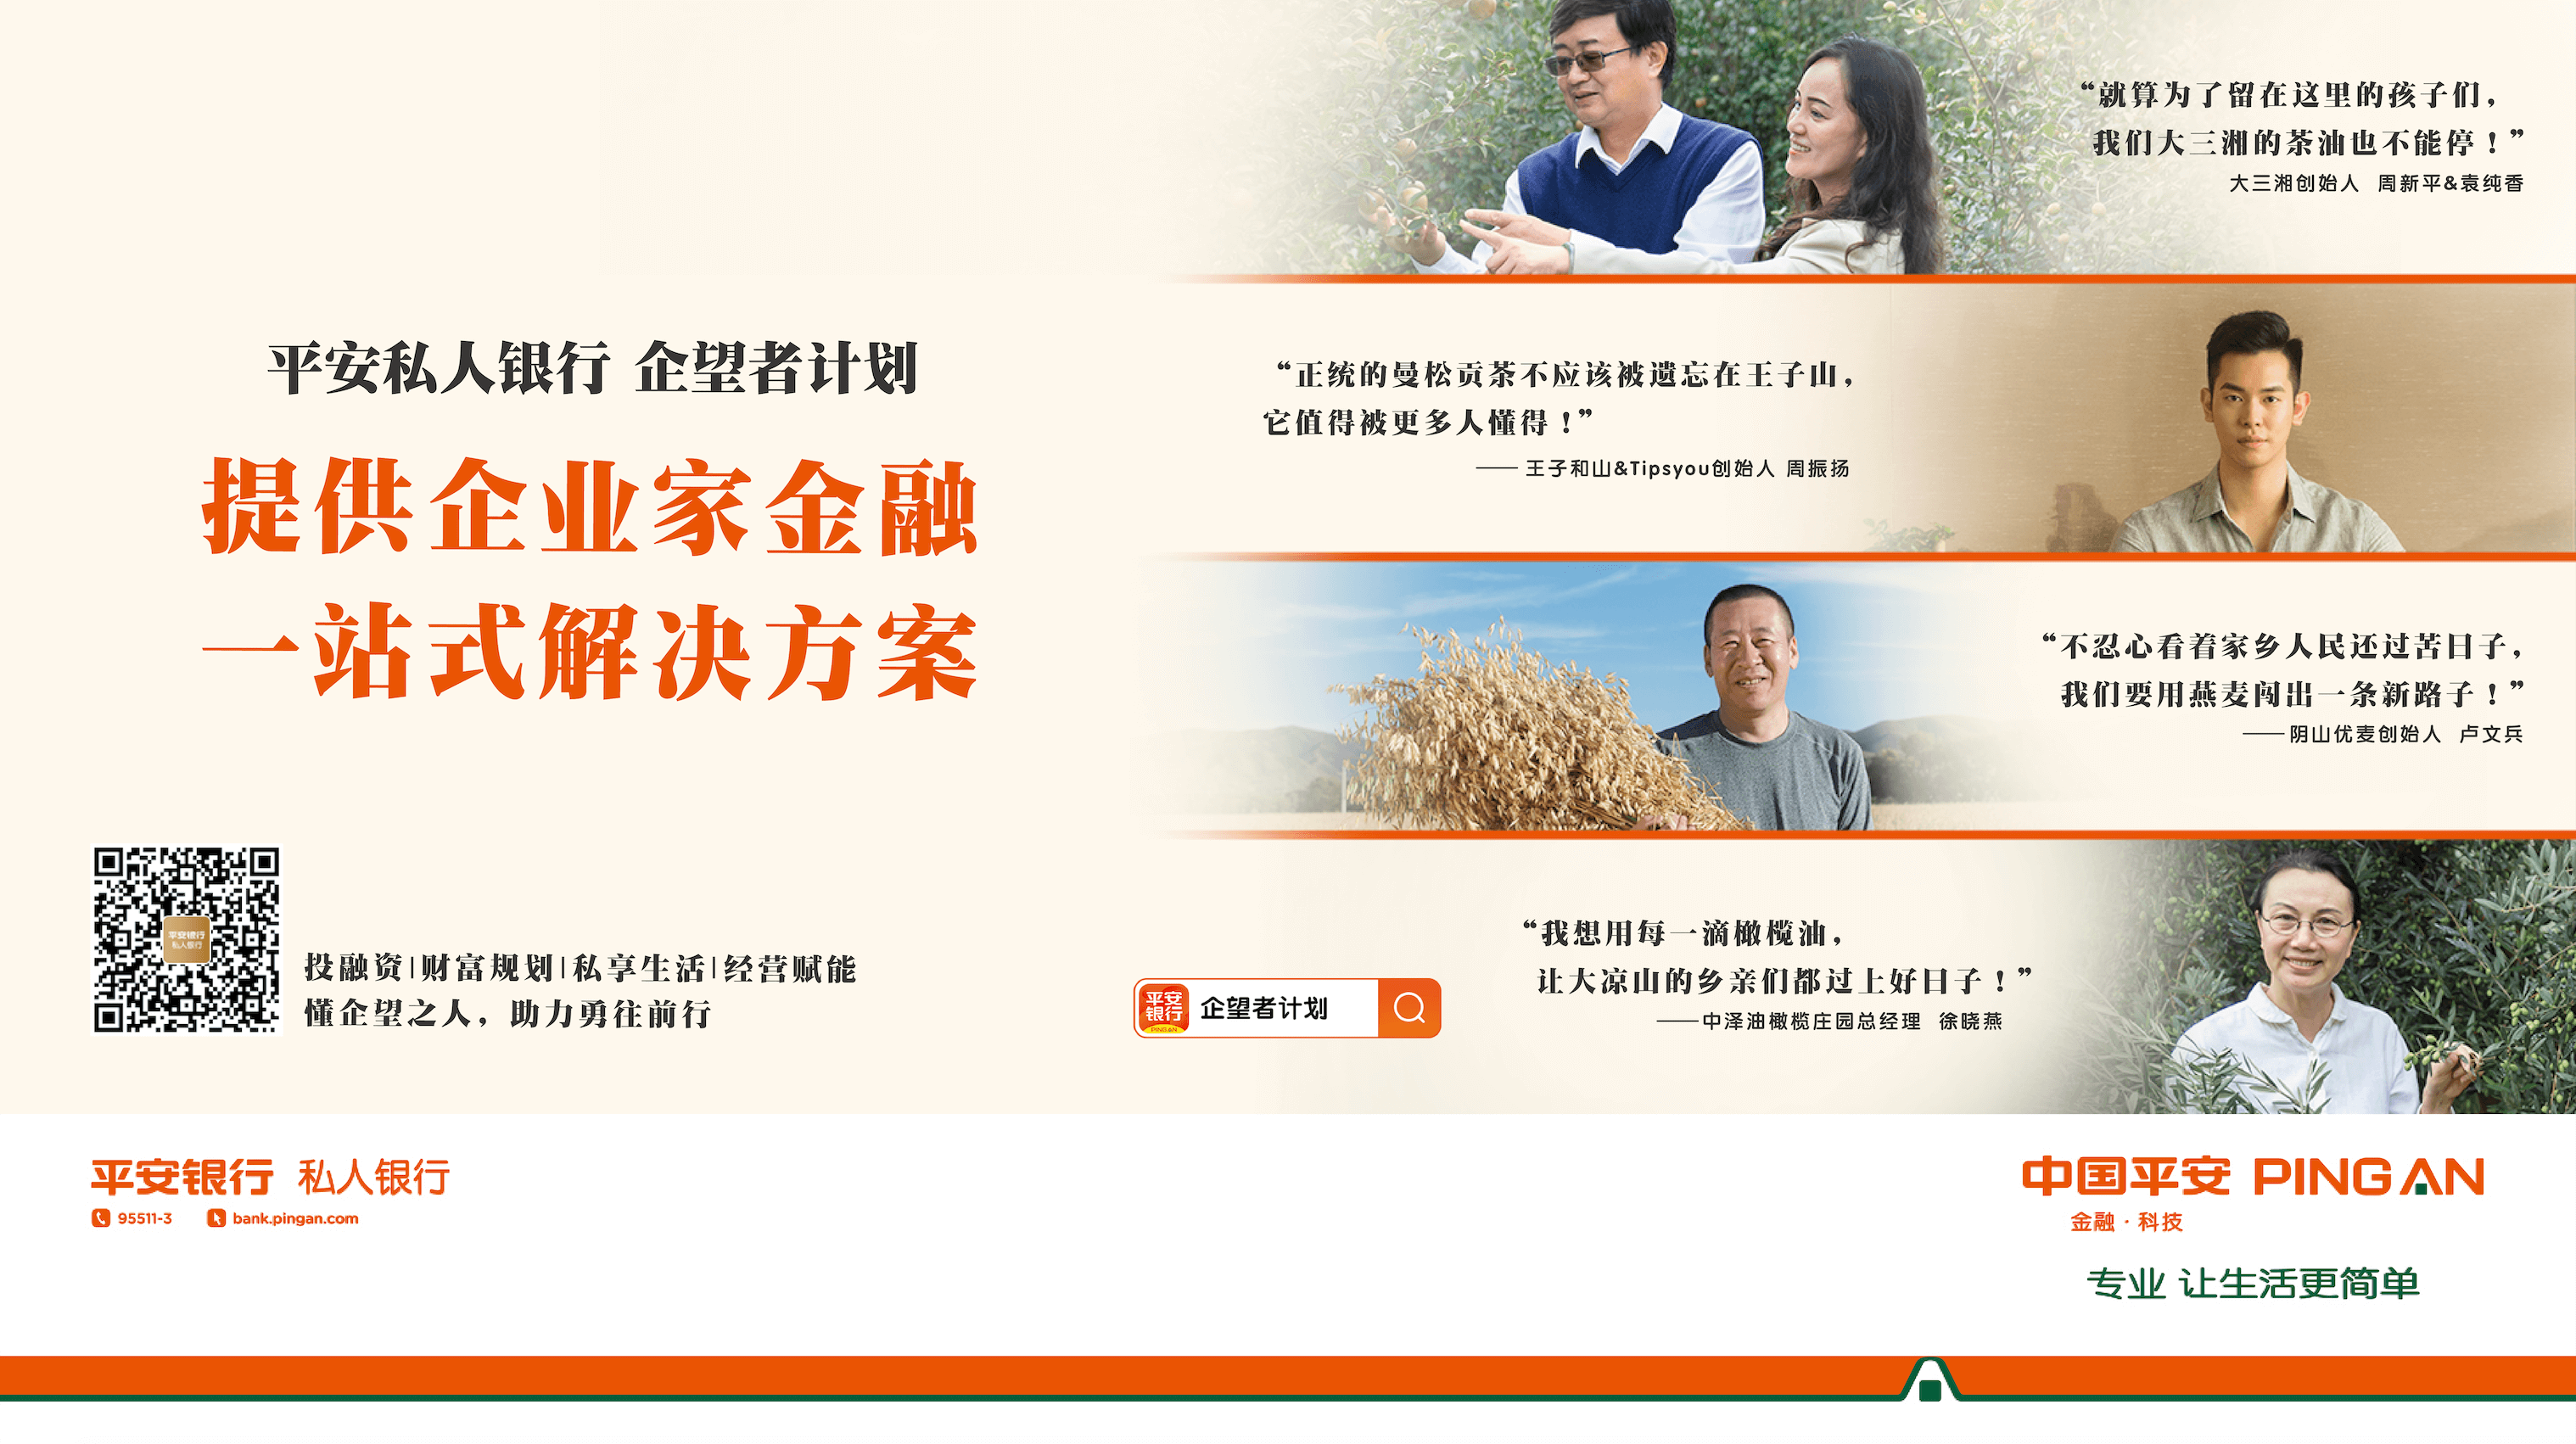 平安私人银行 企望者计划
提供企业家金融
一站式解决方案
“就算为了留在这里的孩子们，
我们大三湘的茶油也不能停！”
大三湘创始人 周新平&袁纯香
“正统的曼松贡茶不应该被遗忘在王子山，
它值得被更多人懂得！”
—— 王子和山&Tipsyou创始人 周振扬
“不忍心看着家乡人民还过苦日子，
我们要用燕麦闯出一条新路子！”
——阴山优麦创始人 卢文兵
“我想用每一滴橄榄油，
让大凉山的乡亲们都过上好日子！”
——中泽油橄榄庄园总经理 徐晓燕
平安银行
私人银行
投融资|财富规划|私享生活|经营赋能
懂企望之人，助力勇往前行
平安
银行
PINGAN
企望者计划
平安银行 私人银行
95511-3 bank.pingan.com
中国平安 PING AN
金融·科技
专业 让生活更简单